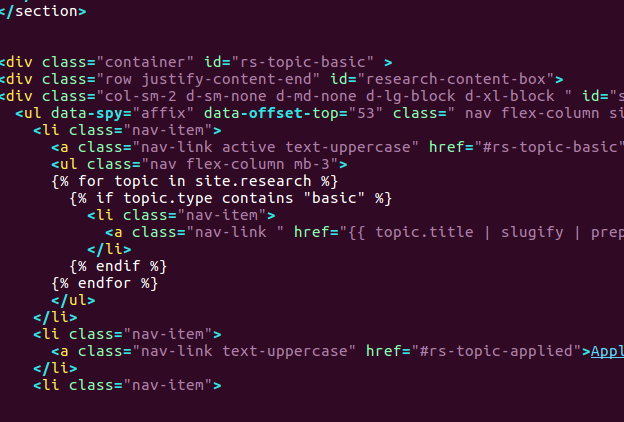 </section>
<div class="container" id="rs-topic-basic" >
<div class="row justify-content-end" id="research-content-box">
<div class="col-sm-2 d-sm-none d-md-none d-lg-block d-xl-block " id="s
<ul data-spy="affix" data-offset-top="53" class=" nav flex-column si
<li class="nav-item">
<a class="nav-link active text-uppercase" href="#rs-topic-basic"
<ul class="nav flex-column mb-3">
{% for topic in site.research %}
{% if topic.type contains "basic" %}
<li class="nav-item">
<a class="nav-link " href="{{ topic.title | slugify | prep
</li>
{% endif %}
{% endfor %}
</ul>
</li>
<li class="nav-item">
<a class="nav-link text-uppercase" href="#rs-topic-applied">Appl
</li>
<li class="nav-item">